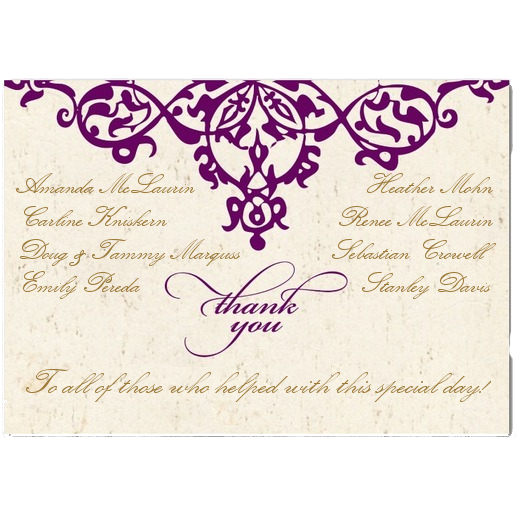 Amanda McLaurin
Carline Kniskern
Doug & Tammy Marquss
Emily Pereda
Heather Mohn
Renee McLaurin
Sebastian Crowell
Stanley Davis
thank
you
To all of those who helped with this special day!